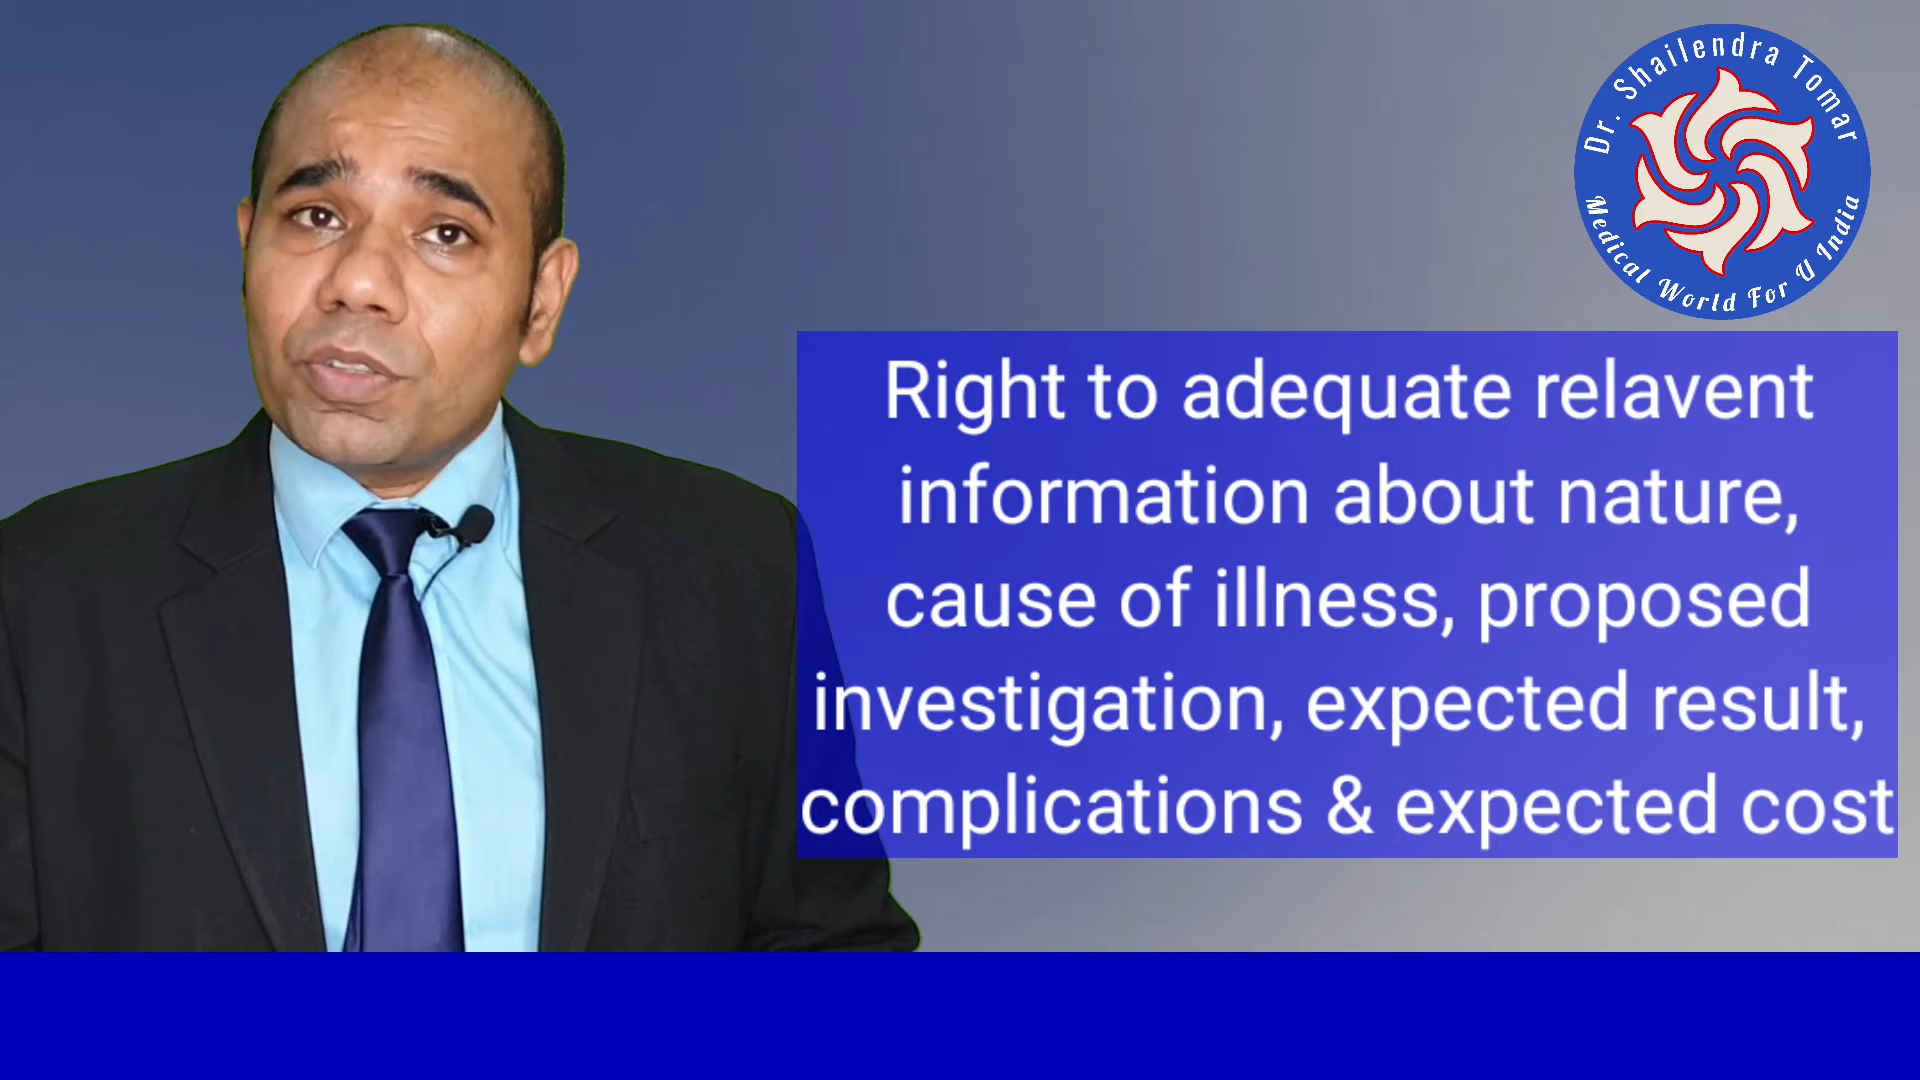 Dr. Shailendra Tomar
Medical World For U India
Right to adequate relavent
information about nature,
cause of illness, proposed
investigation, expected result,
complications & expected cost